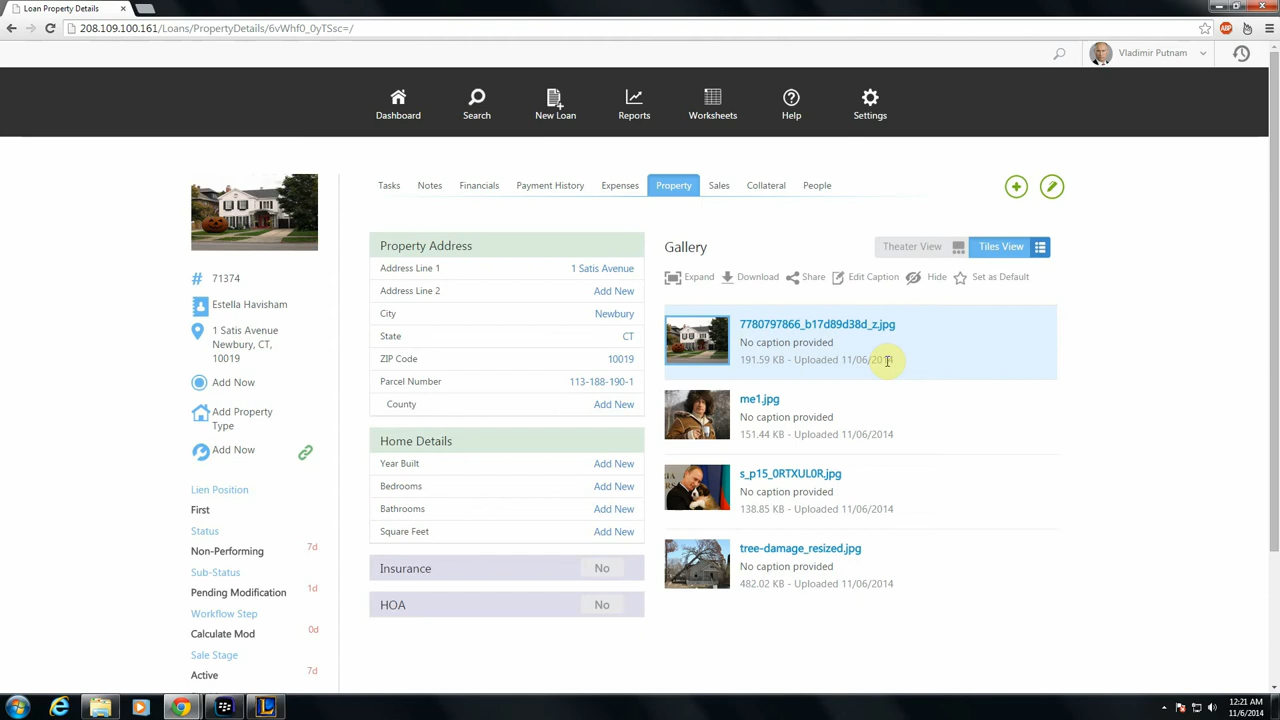 Loan Property Details
208.109.100.161/Loans/PropertyDetails/6vWhf0_0yTSsc=/
ABP
Vladimir Putnam
Dashboard
Search
New Loan
Reports
Worksheets
Help
Settings
Tasks
Notes
Financials
Payment History
Expenses
Property
Sales
Collateral
People
# 71374
Estella Havisham
1 Satis Avenue
Newbury, CT,
10019
Add Now
Add Property
Type
Add Now
Lien Position
First
Status
Non-Performing 7d
Sub-Status
Pending Modification 1d
Workflow Step
Calculate Mod 0d
Sale Stage
Active 7d
Property Address
Address Line 1 1 Satis Avenue
Address Line 2 Add New
City Newbury
State CT
ZIP Code 10019
Parcel Number 113-188-190-1
County Add New
Home Details
Year Built Add New
Bedrooms Add New
Bathrooms Add New
Square Feet Add New
Insurance No
HOA No
Gallery
Theater View
Tiles View
Expand
Download
Share
Edit Caption
Hide
Set as Default
7780797866_b17d89d38d_z.jpg
No caption provided
191.59 KB - Uploaded 11/06/2014
me1.jpg
No caption provided
151.44 KB - Uploaded 11/06/2014
s_p15_0RTXUL0R.jpg
No caption provided
138.85 KB - Uploaded 11/06/2014
tree-damage_resized.jpg
No caption provided
482.02 KB - Uploaded 11/06/2014
12:21 AM
11/6/2014